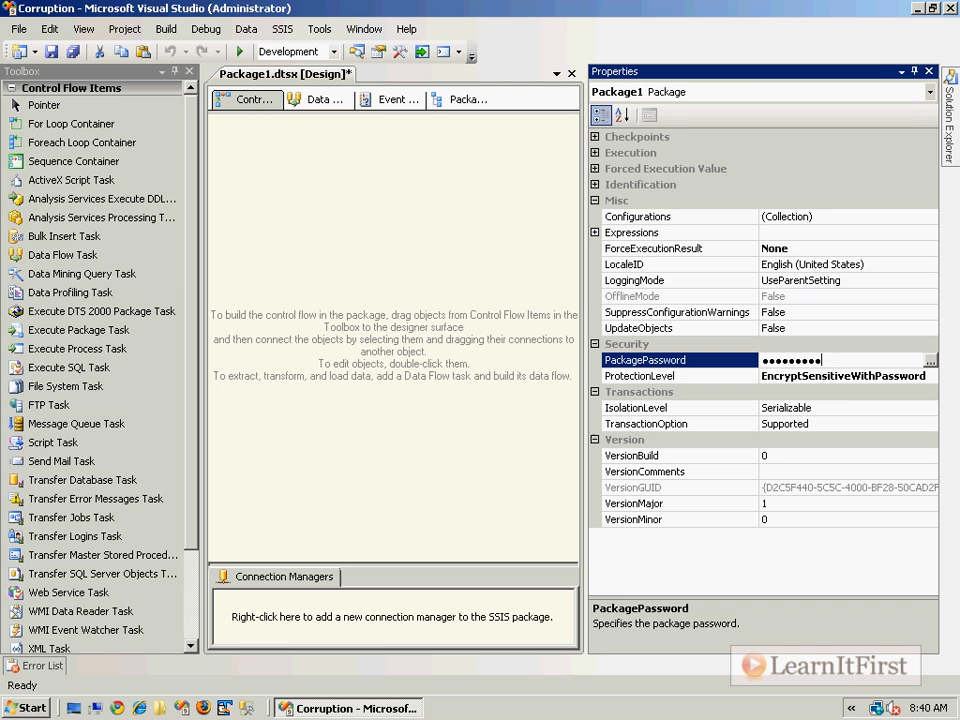 Corruption - Microsoft Visual Studio (Administrator)
File Edit View Project Build Debug Data SSIS Tools Window Help
Development
Toolbox
Control Flow Items
Pointer
For Loop Container
Foreach Loop Container
Sequence Container
ActiveX Script Task
Analysis Services Execute DDL...
Analysis Services Processing T...
Bulk Insert Task
Data Flow Task
Data Mining Query Task
Data Profiling Task
Execute DTS 2000 Package Task
Execute Package Task
Execute Process Task
Execute SQL Task
File System Task
FTP Task
Message Queue Task
Script Task
Send Mail Task
Transfer Database Task
Transfer Error Messages Task
Transfer Jobs Task
Transfer Logins Task
Transfer Master Stored Proced...
Transfer SQL Server Objects T...
Web Service Task
WMI Data Reader Task
WMI Event Watcher Task
XML Task
Error List
Package1.dtsx [Design]*
Contr... Data ... Event ... Packa...
To build the control flow in the package, drag objects from Control Flow Items in the
Toolbox to the designer surface
and then connect the objects by selecting them and dragging their connections to
another object.
To edit objects, double-click them.
To extract, transform, and load data, add a Data Flow task and build its data flow.
Connection Managers
Right-click here to add a new connection manager to the SSIS package.
Properties
Package1 Package
Checkpoints
Execution
Forced Execution Value
Identification
Misc
Configurations (Collection)
Expressions
ForceExecutionResult None
LocaleID English (United States)
LoggingMode UseParentSetting
OfflineMode False
SuppressConfigurationWarnings False
UpdateObjects False
Security
PackagePassword ●●●●●●●●● ...
ProtectionLevel EncryptSensitiveWithPassword
Transactions
IsolationLevel Serializable
TransactionOption Supported
Version
VersionBuild 0
VersionComments
VersionGUID {D2C5F440-5C5C-4000-BF28-50CAD2F
VersionMajor 1
VersionMinor 0
PackagePassword
Specifies the package password.
Solution Explorer
LearnItFirst
Ready
Start
Corruption - Microsof...
8:40 AM